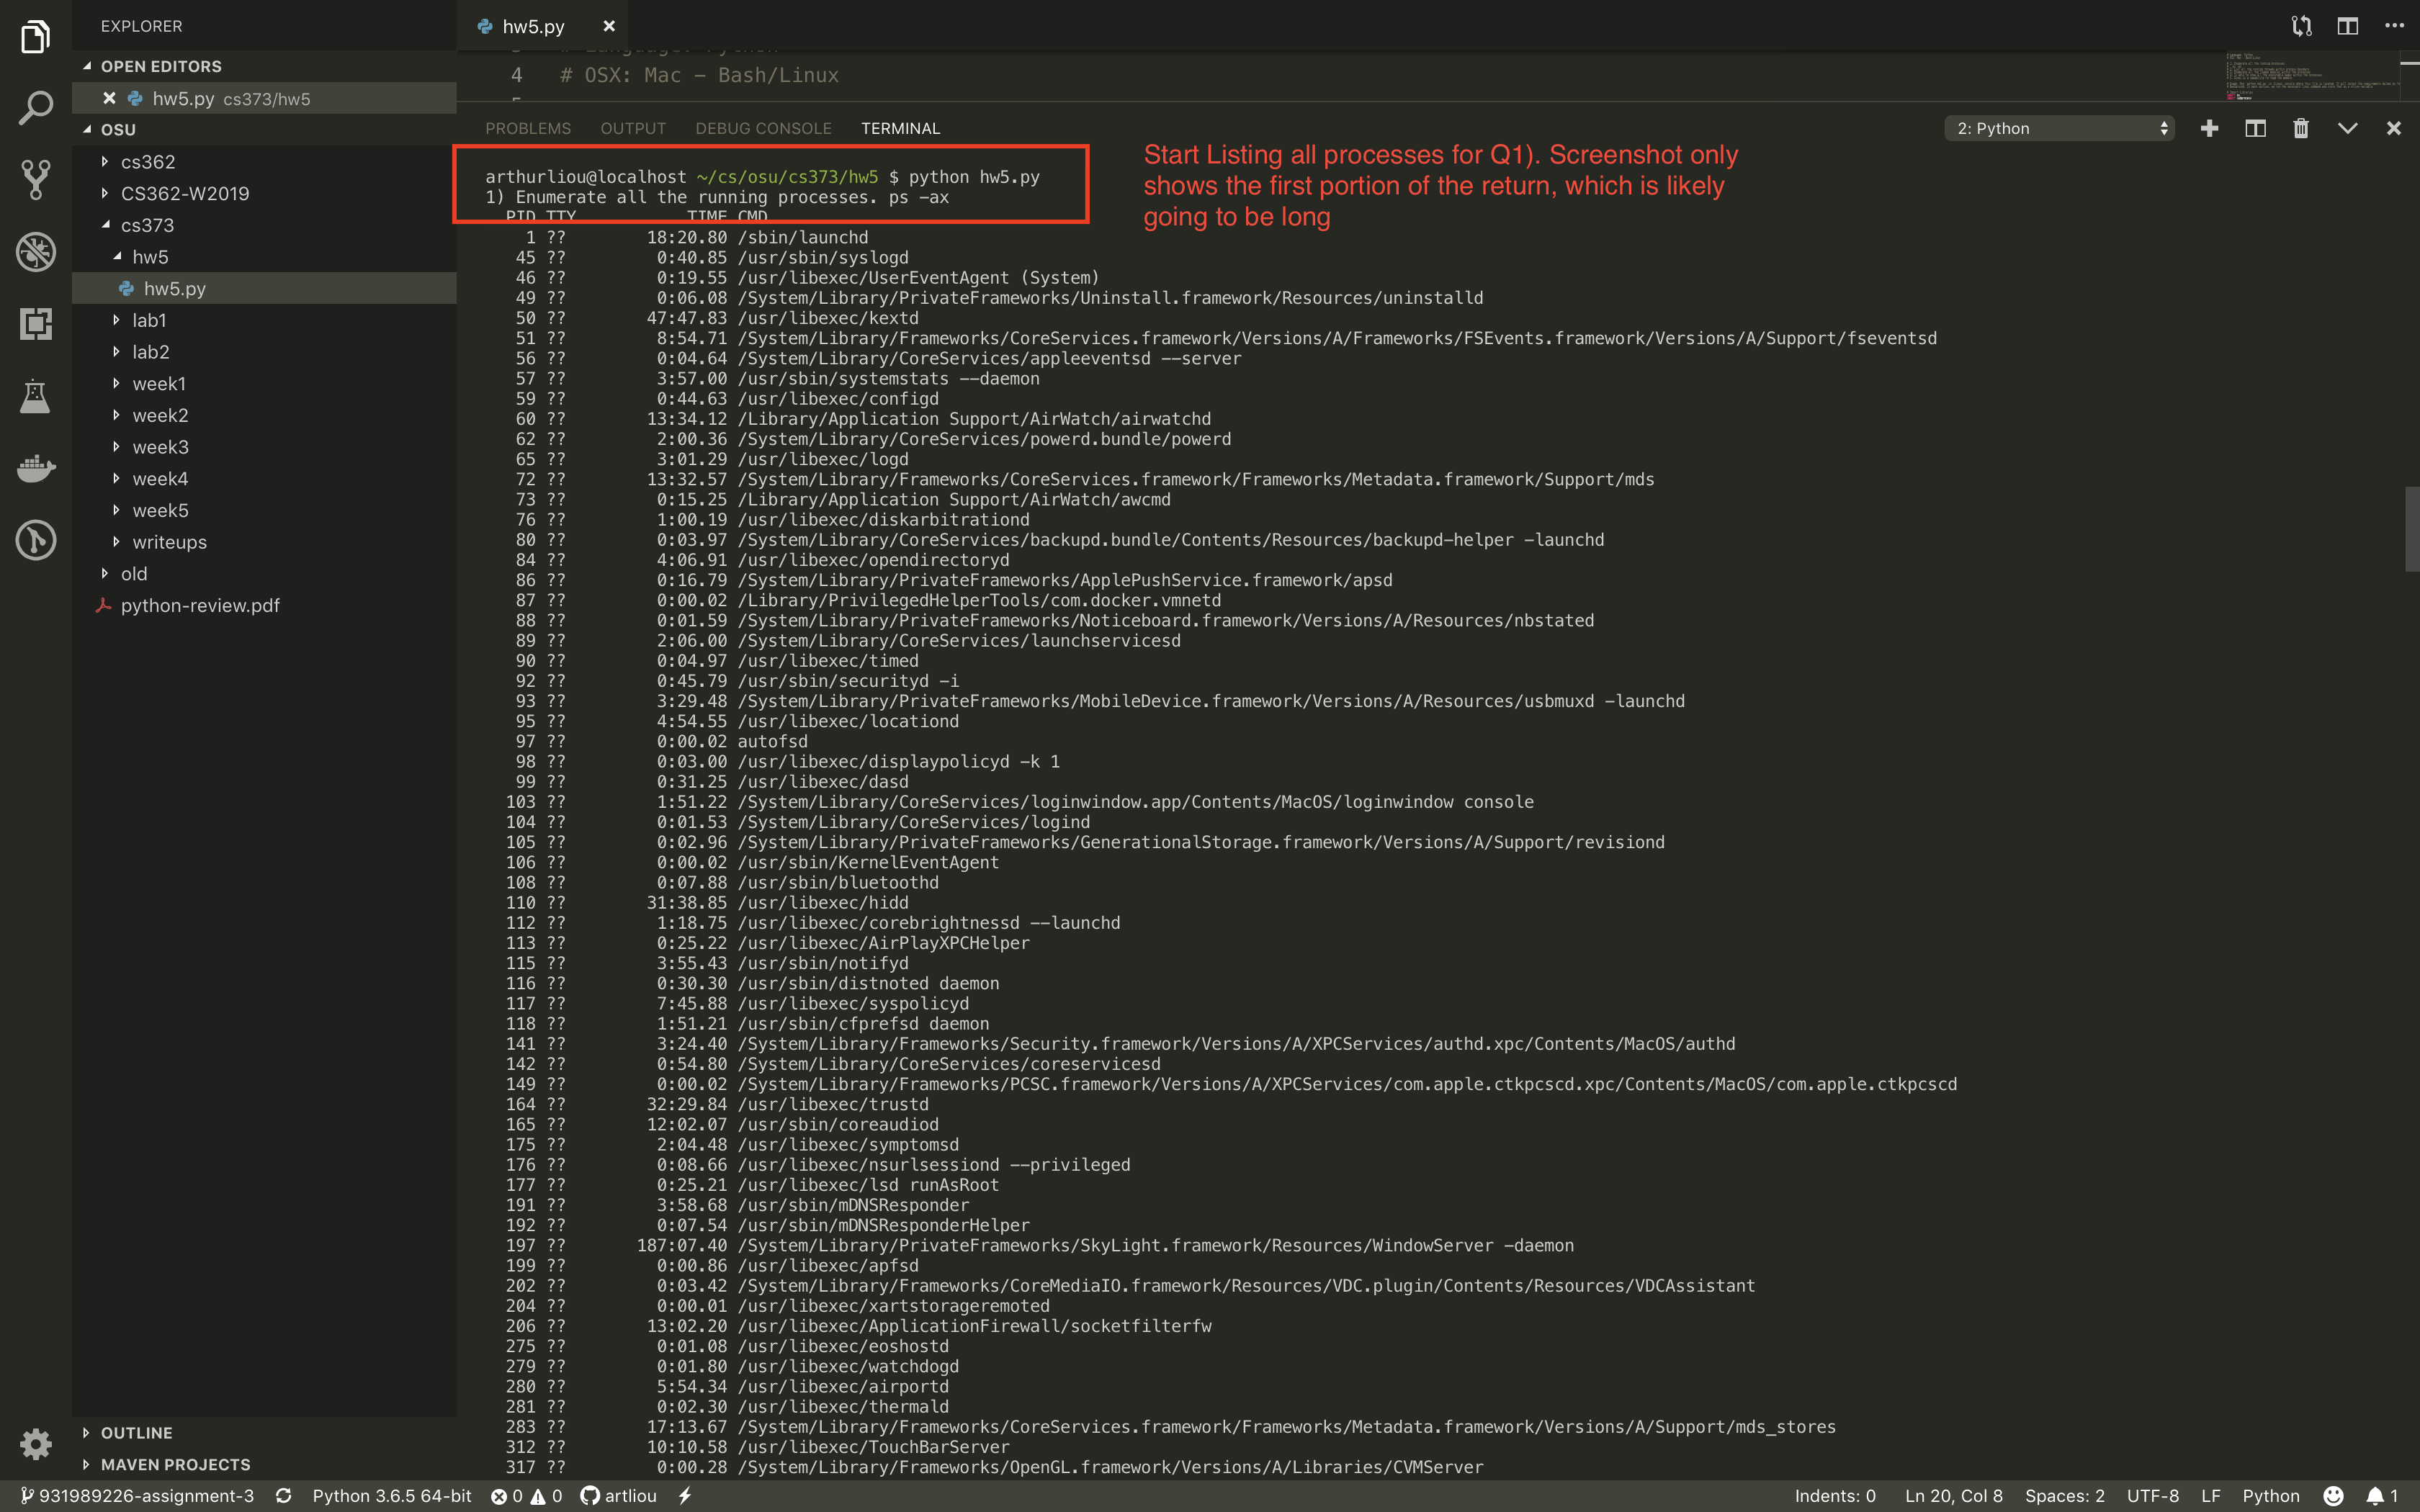 EXPLORER
OPEN EDITORS
hw5.py cs373/hw5
OSU
cs362
CS362-W2019
cs373
hw5
hw5.py
lab1
lab2
week1
week2
week3
week4
week5
writeups
old
python-review.pdf
OUTLINE
MAVEN PROJECTS
hw5.py
4 # OSX: Mac - Bash/Linux
PROBLEMS OUTPUT DEBUG CONSOLE TERMINAL
2: Python
arthurliou@localhost ~/cs/osu/cs373/hw5 $ python hw5.py
1) Enumerate all the running processes. ps -ax
PID TTY TIME CMD
Start Listing all processes for Q1). Screenshot only
shows the first portion of the return, which is likely
going to be long
1 ?? 18:20.80 /sbin/launchd
45 ?? 0:40.85 /usr/sbin/syslogd
46 ?? 0:19.55 /usr/libexec/UserEventAgent (System)
49 ?? 0:06.08 /System/Library/PrivateFrameworks/Uninstall.framework/Resources/uninstalld
50 ?? 47:47.83 /usr/libexec/kextd
51 ?? 8:54.71 /System/Library/Frameworks/CoreServices.framework/Versions/A/Frameworks/FSEvents.framework/Versions/A/Support/fseventsd
56 ?? 0:04.64 /System/Library/CoreServices/appleeventsd --server
57 ?? 3:57.00 /usr/sbin/systemstats --daemon
59 ?? 0:44.63 /usr/libexec/configd
60 ?? 13:34.12 /Library/Application Support/AirWatch/airwatchd
62 ?? 2:00.36 /System/Library/CoreServices/powerd.bundle/powerd
65 ?? 3:01.29 /usr/libexec/logd
72 ?? 13:32.57 /System/Library/Frameworks/CoreServices.framework/Frameworks/Metadata.framework/Support/mds
73 ?? 0:15.25 /Library/Application Support/AirWatch/awcmd
76 ?? 1:00.19 /usr/libexec/diskarbitrationd
80 ?? 0:03.97 /System/Library/CoreServices/backupd.bundle/Contents/Resources/backupd-helper -launchd
84 ?? 4:06.91 /usr/libexec/opendirectoryd
86 ?? 0:16.79 /System/Library/PrivateFrameworks/ApplePushService.framework/apsd
87 ?? 0:00.02 /Library/PrivilegedHelperTools/com.docker.vmnetd
88 ?? 0:01.59 /System/Library/PrivateFrameworks/Noticeboard.framework/Versions/A/Resources/nbstated
89 ?? 2:06.00 /System/Library/CoreServices/launchservicesd
90 ?? 0:04.97 /usr/libexec/timed
92 ?? 0:45.79 /usr/sbin/securityd -i
93 ?? 3:29.48 /System/Library/PrivateFrameworks/MobileDevice.framework/Versions/A/Resources/usbmuxd -launchd
95 ?? 4:54.55 /usr/libexec/locationd
97 ?? 0:00.02 autofsd
98 ?? 0:03.00 /usr/libexec/displaypolicyd -k 1
99 ?? 0:31.25 /usr/libexec/dasd
103 ?? 1:51.22 /System/Library/CoreServices/loginwindow.app/Contents/MacOS/loginwindow console
104 ?? 0:01.53 /System/Library/CoreServices/logind
105 ?? 0:02.96 /System/Library/PrivateFrameworks/GenerationalStorage.framework/Versions/A/Support/revisiond
106 ?? 0:00.02 /usr/sbin/KernelEventAgent
108 ?? 0:07.88 /usr/sbin/bluetoothd
110 ?? 31:38.85 /usr/libexec/hidd
112 ?? 1:18.75 /usr/libexec/corebrightnessd --launchd
113 ?? 0:25.22 /usr/libexec/AirPlayXPCHelper
115 ?? 3:55.43 /usr/sbin/notifyd
116 ?? 0:30.30 /usr/sbin/distnoted daemon
117 ?? 7:45.88 /usr/libexec/syspolicyd
118 ?? 1:51.21 /usr/sbin/cfprefsd daemon
141 ?? 3:24.40 /System/Library/Frameworks/Security.framework/Versions/A/XPCServices/authd.xpc/Contents/MacOS/authd
142 ?? 0:54.80 /System/Library/CoreServices/coreservicesd
149 ?? 0:00.02 /System/Library/Frameworks/PCSC.framework/Versions/A/XPCServices/com.apple.ctkpcscd.xpc/Contents/MacOS/com.apple.ctkpcscd
164 ?? 32:29.84 /usr/libexec/trustd
165 ?? 12:02.07 /usr/sbin/coreaudiod
175 ?? 2:04.48 /usr/libexec/symptomsd
176 ?? 0:08.66 /usr/libexec/nsurlsessiond --privileged
177 ?? 0:25.21 /usr/libexec/lsd runAsRoot
191 ?? 3:58.68 /usr/sbin/mDNSResponder
192 ?? 0:07.54 /usr/sbin/mDNSResponderHelper
197 ?? 187:07.40 /System/Library/PrivateFrameworks/SkyLight.framework/Resources/WindowServer -daemon
199 ?? 0:00.86 /usr/libexec/apfsd
202 ?? 0:03.42 /System/Library/Frameworks/CoreMediaIO.framework/Resources/VDC.plugin/Contents/Resources/VDCAssistant
204 ?? 0:00.01 /usr/libexec/xartstorageremoted
206 ?? 13:02.20 /usr/libexec/ApplicationFirewall/socketfilterfw
275 ?? 0:01.08 /usr/libexec/eoshostd
279 ?? 0:01.80 /usr/libexec/watchdogd
280 ?? 5:54.34 /usr/libexec/airportd
281 ?? 0:02.30 /usr/libexec/thermald
283 ?? 17:13.67 /System/Library/Frameworks/CoreServices.framework/Frameworks/Metadata.framework/Versions/A/Support/mds_stores
312 ?? 10:10.58 /usr/libexec/TouchBarServer
317 ?? 0:00.28 /System/Library/Frameworks/OpenGL.framework/Versions/A/Libraries/CVMServer
931989226-assignment-3 Python 3.6.5 64-bit 0 0 artliou Indents: 0 Ln 20, Col 8 Spaces: 2 UTF-8 LF Python 1